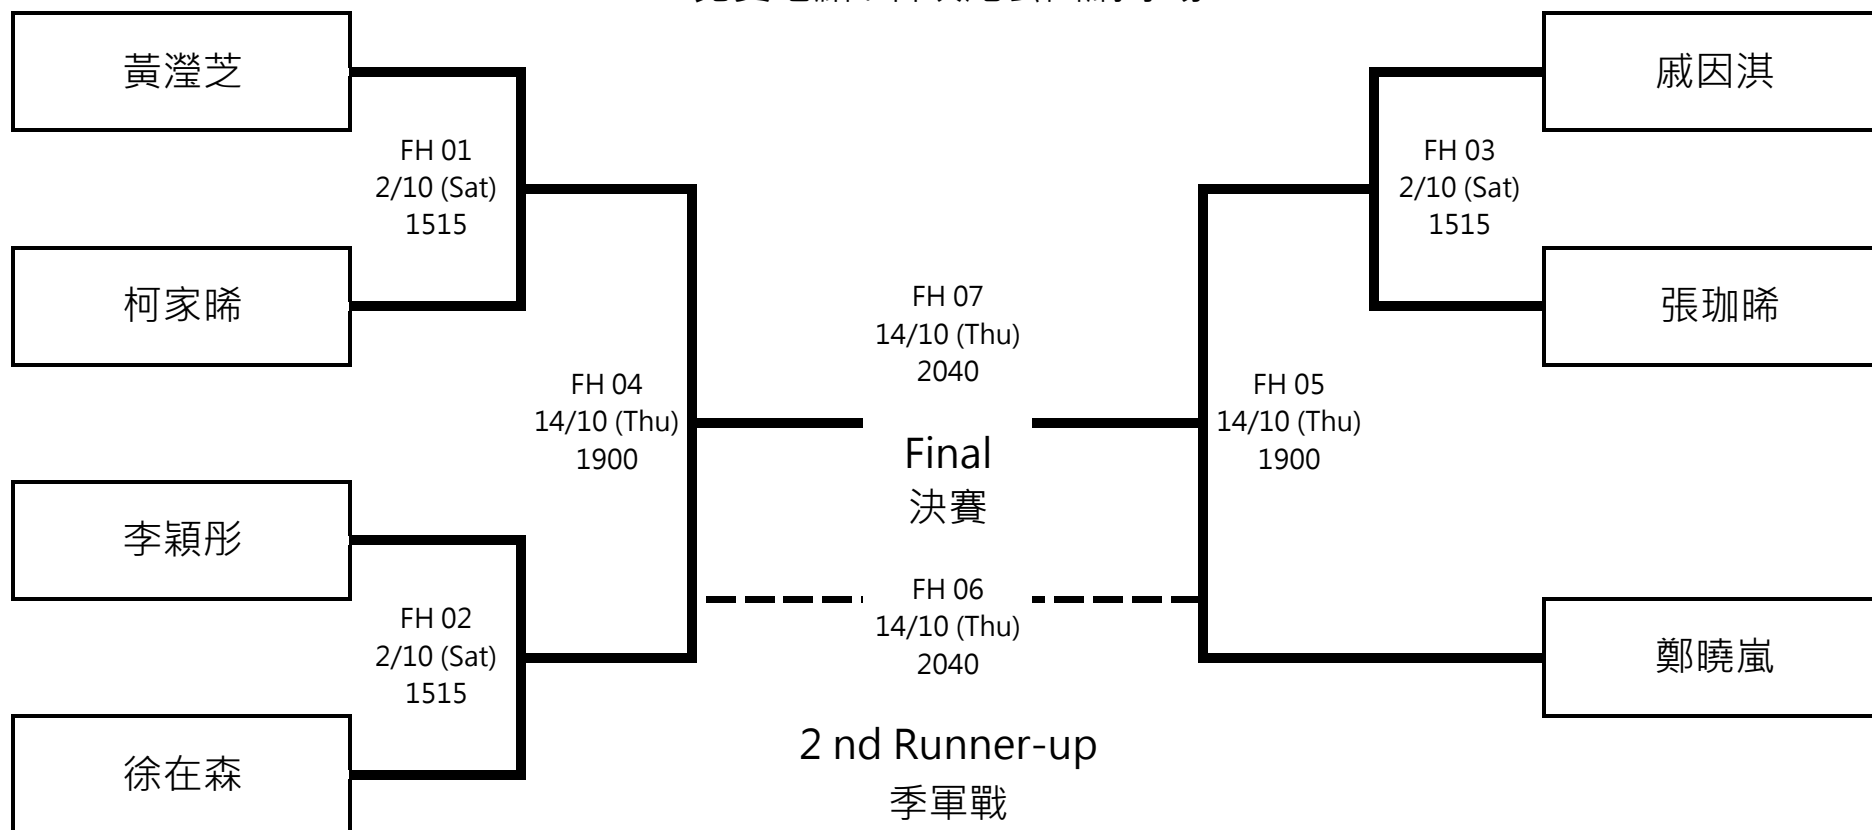 黃瀅芝
戚因淇
FH 01
2/10 (Sat)
1515
FH 03
2/10 (Sat)
1515
柯家晞
張珈晞
FH 07
14/10 (Thu)
2040
FH 04
14/10 (Thu)
1900
FH 05
14/10 (Thu)
1900
Final
決賽
李穎彤
FH 06
14/10 (Thu)
2040
FH 02
2/10 (Sat)
1515
鄭曉嵐
2 nd Runner-up
季軍戰
徐在森